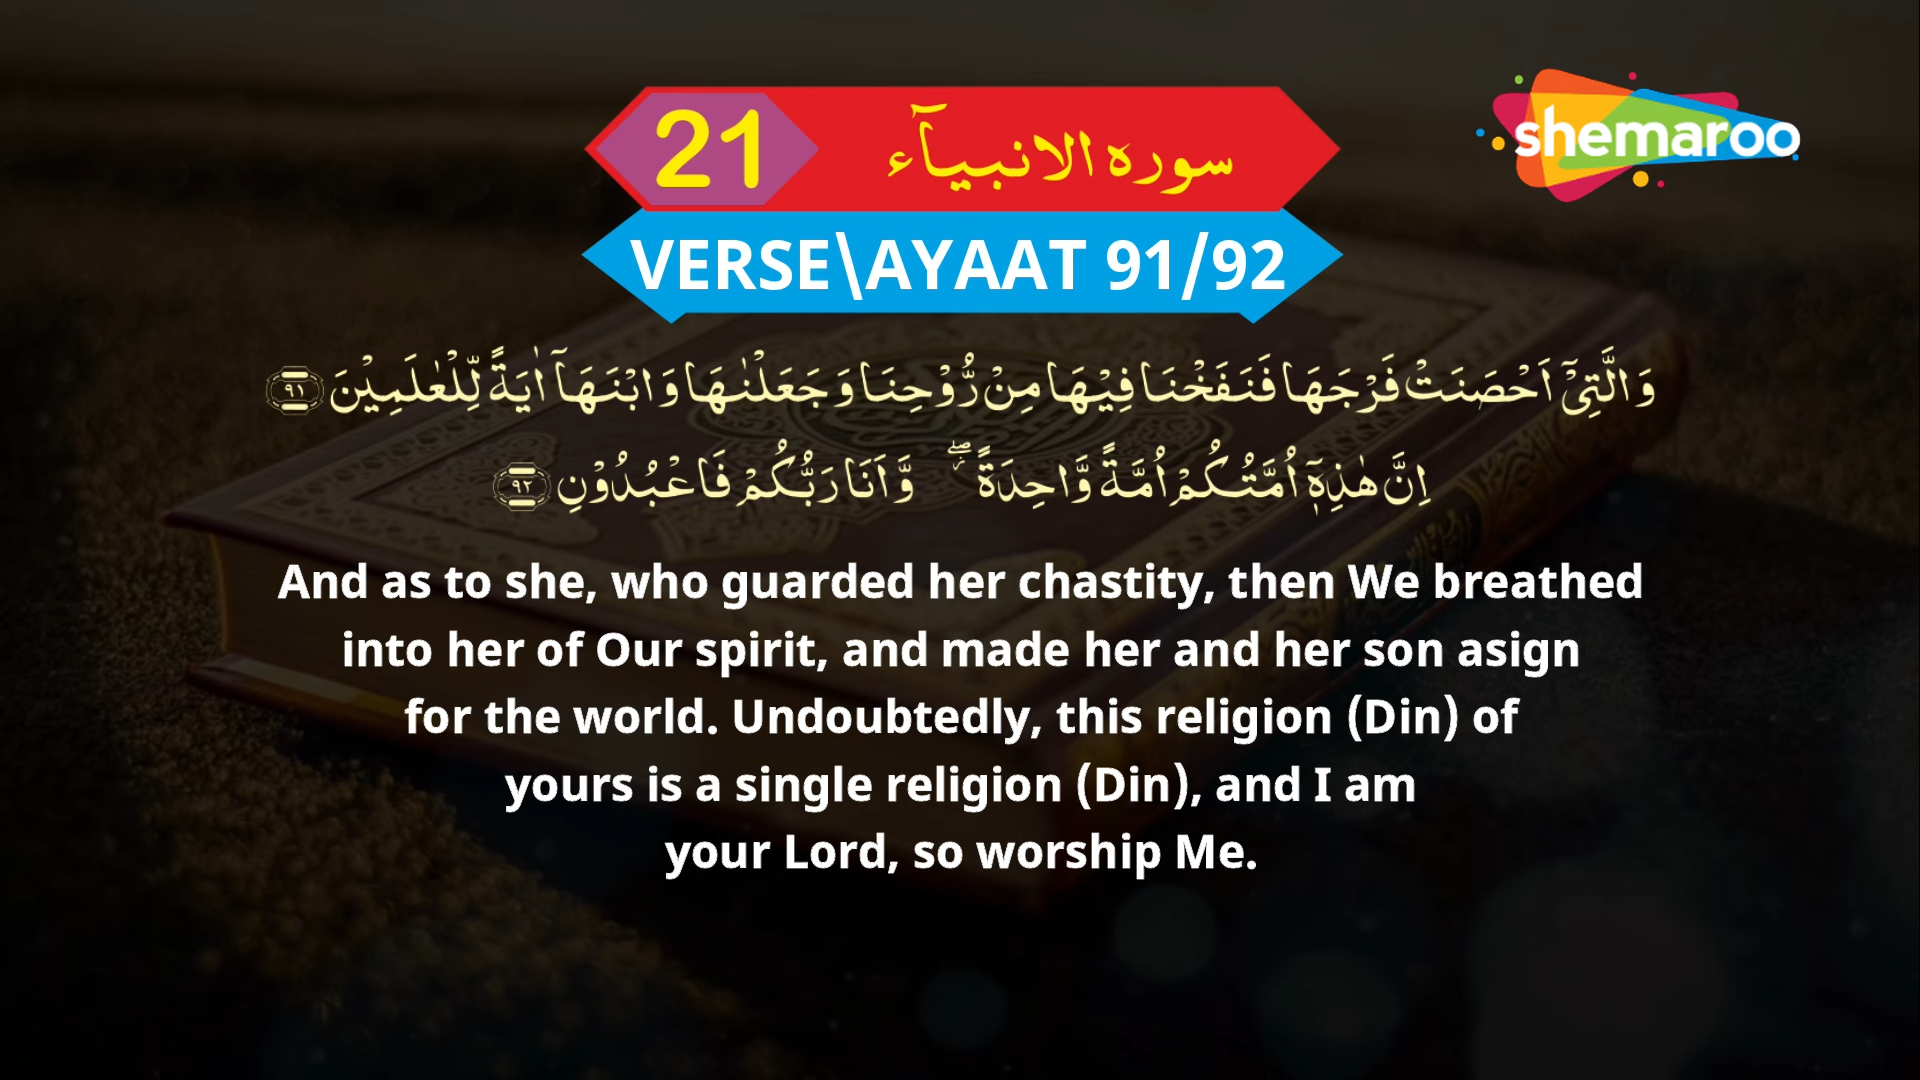 21 سوره الانبیآء
shemaroo
VERSE\AYAAT 91/92
وَالَّتِیْۤ اَحْصَنَتْ فَرْجَهَا فَنَفَخْنَا فِیْهَا مِنْ رُّوْحِنَا وَجَعَلْنٰهَا وَابْنَهَاۤ اٰیَةً لِّلْعٰلَمِیْنَ ﴿۹۱﴾
اِنَّ هٰذِهٖۤ اُمَّتُكُمْ اُمَّةً وَّاحِدَةً ۖؗ وَّاَنَا رَبُّكُمْ فَاعْبُدُوْنِ ﴿۹۲﴾
And as to she, who guarded her chastity, then We breathed
into her of Our spirit, and made her and her son asign
for the world. Undoubtedly, this religion (Din) of
yours is a single religion (Din), and I am
your Lord, so worship Me.